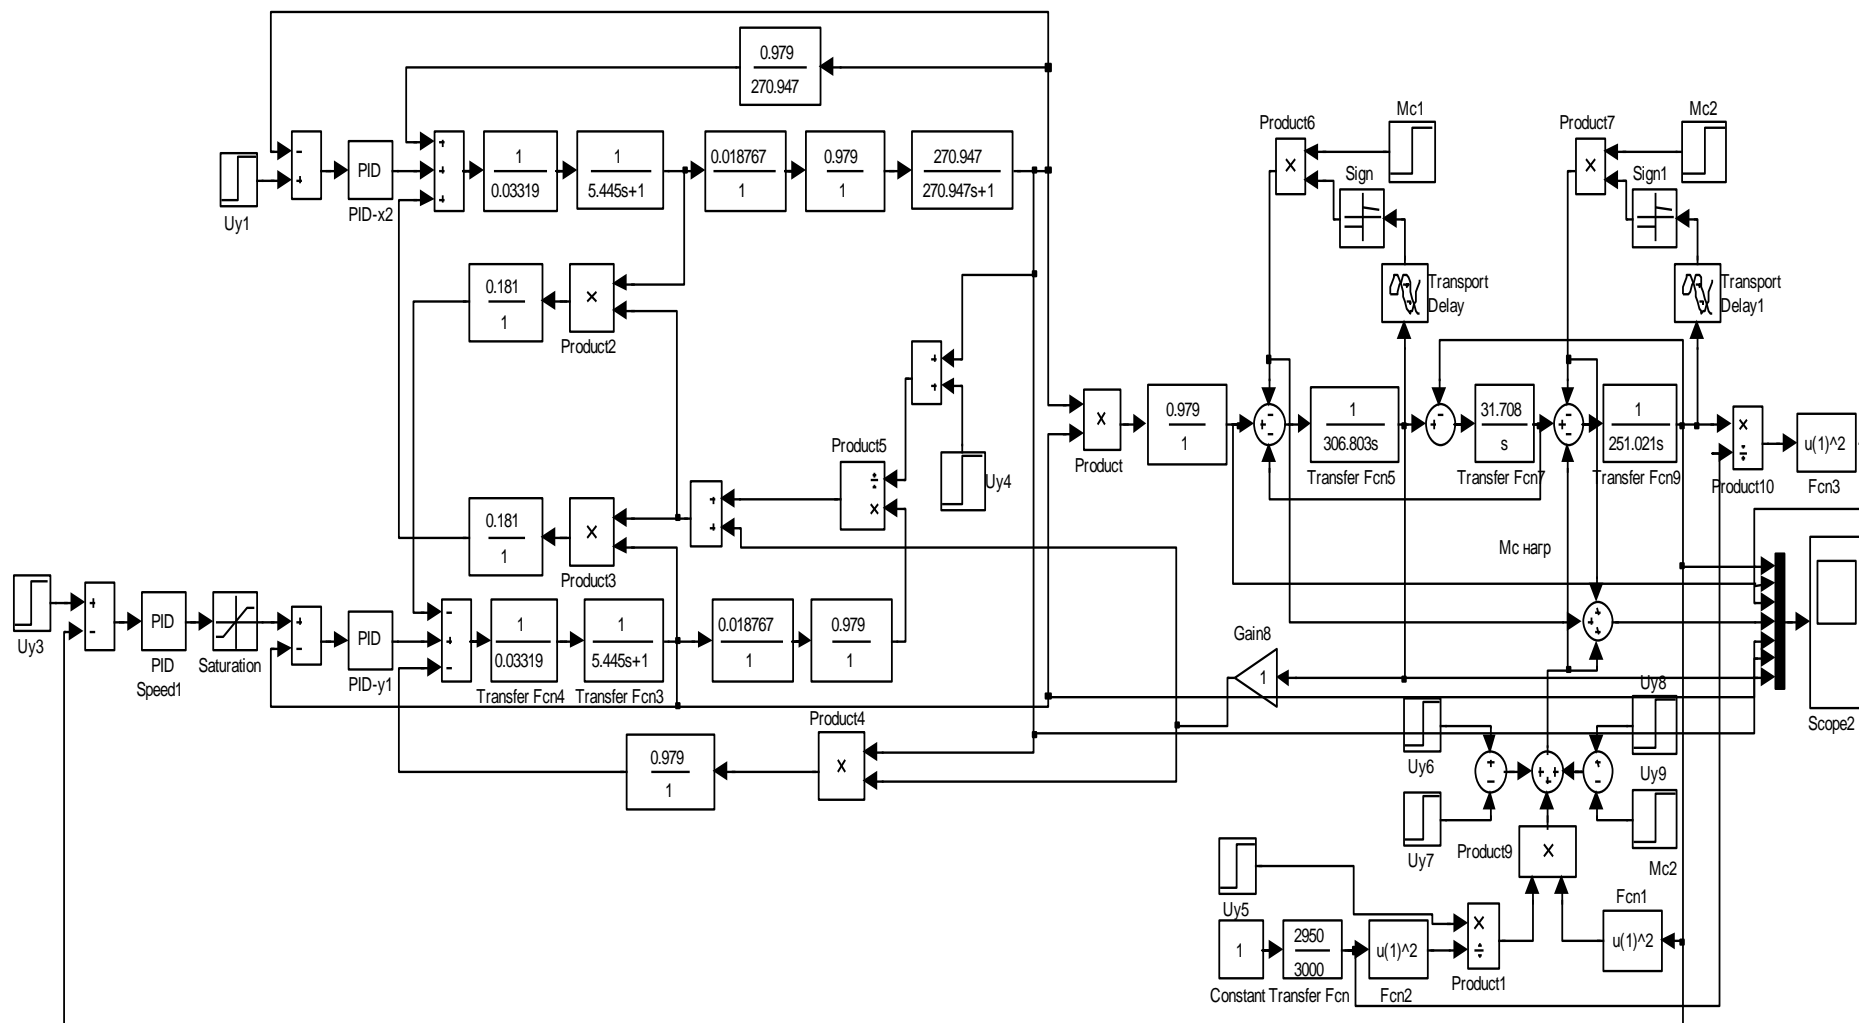 0.979
270.947
Uy1
-
+
PID
PID-x2
+
+
+
1
0.03319
1
5.445s+1
0.018767
1
0.979
1
270.947
270.947s+1
0.181
1
×
Product2
+
+
Uy4
Product5
÷
×
+
+
0.181
1
×
Product3
Uy3
+
-
PID
PID
Speed1
Saturation
+
-
PID
PID-y1
-
+
-
1
0.03319
Transfer Fcn4
1
5.445s+1
Transfer Fcn3
0.018767
1
0.979
1
0.979
1
Product4
×
×
Product
0.979
1
Product6
×
Mc1
Sign
Transport
Delay
Product7
×
Mc2
Sign1
Transport
Delay1
-
-
-
1
306.803s
Transfer Fcn5
-
+
31.708
s
Transfer Fcn7
-
-
-
1
251.021s
Transfer Fcn9
×
÷
Product10
u(1)^2
Fcn3
Мс нагр
+
+
+
Gain8
1
Scope2
Uy8
Uy6
Uy9
+
-
+
+
+
+
-
Uy7
Product9
×
Mc2
Uy5
1
Constant
2950
3000
Transfer Fcn
u(1)^2
Fcn2
×
÷
Product1
Fcn1
u(1)^2